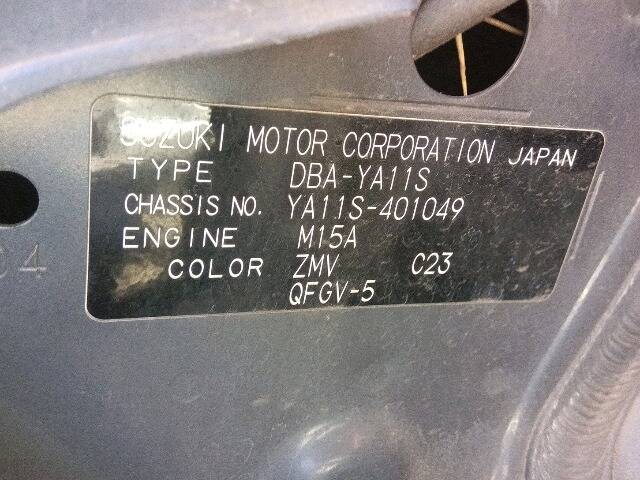 SUZUKI MOTOR CORPORATION JAPAN
TYPE DBA-YA11S
CHASSIS NO. YA11S-401049
ENGINE M15A
COLOR ZMV C23
QFGV-5